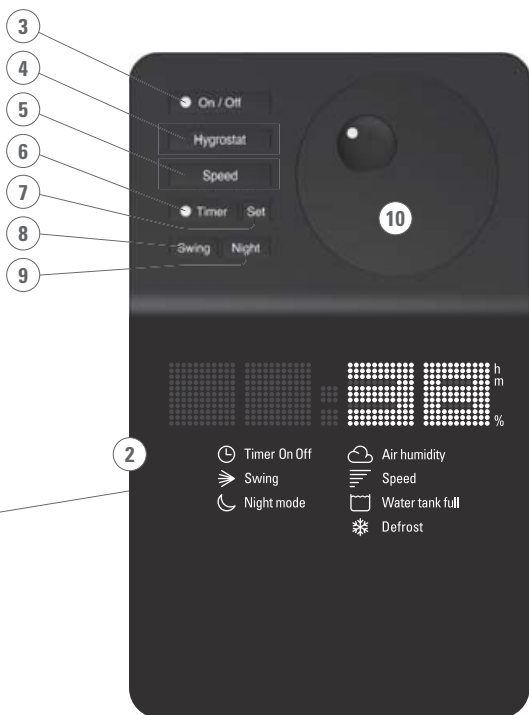 3
4
5
6
7
8
9
On / Off
Hygrostat
Speed
Timer Set
Swing Night
10
38
h
m
%
2
Timer On Off
Swing
Night mode
Air humidity
Speed
Water tank full
Defrost